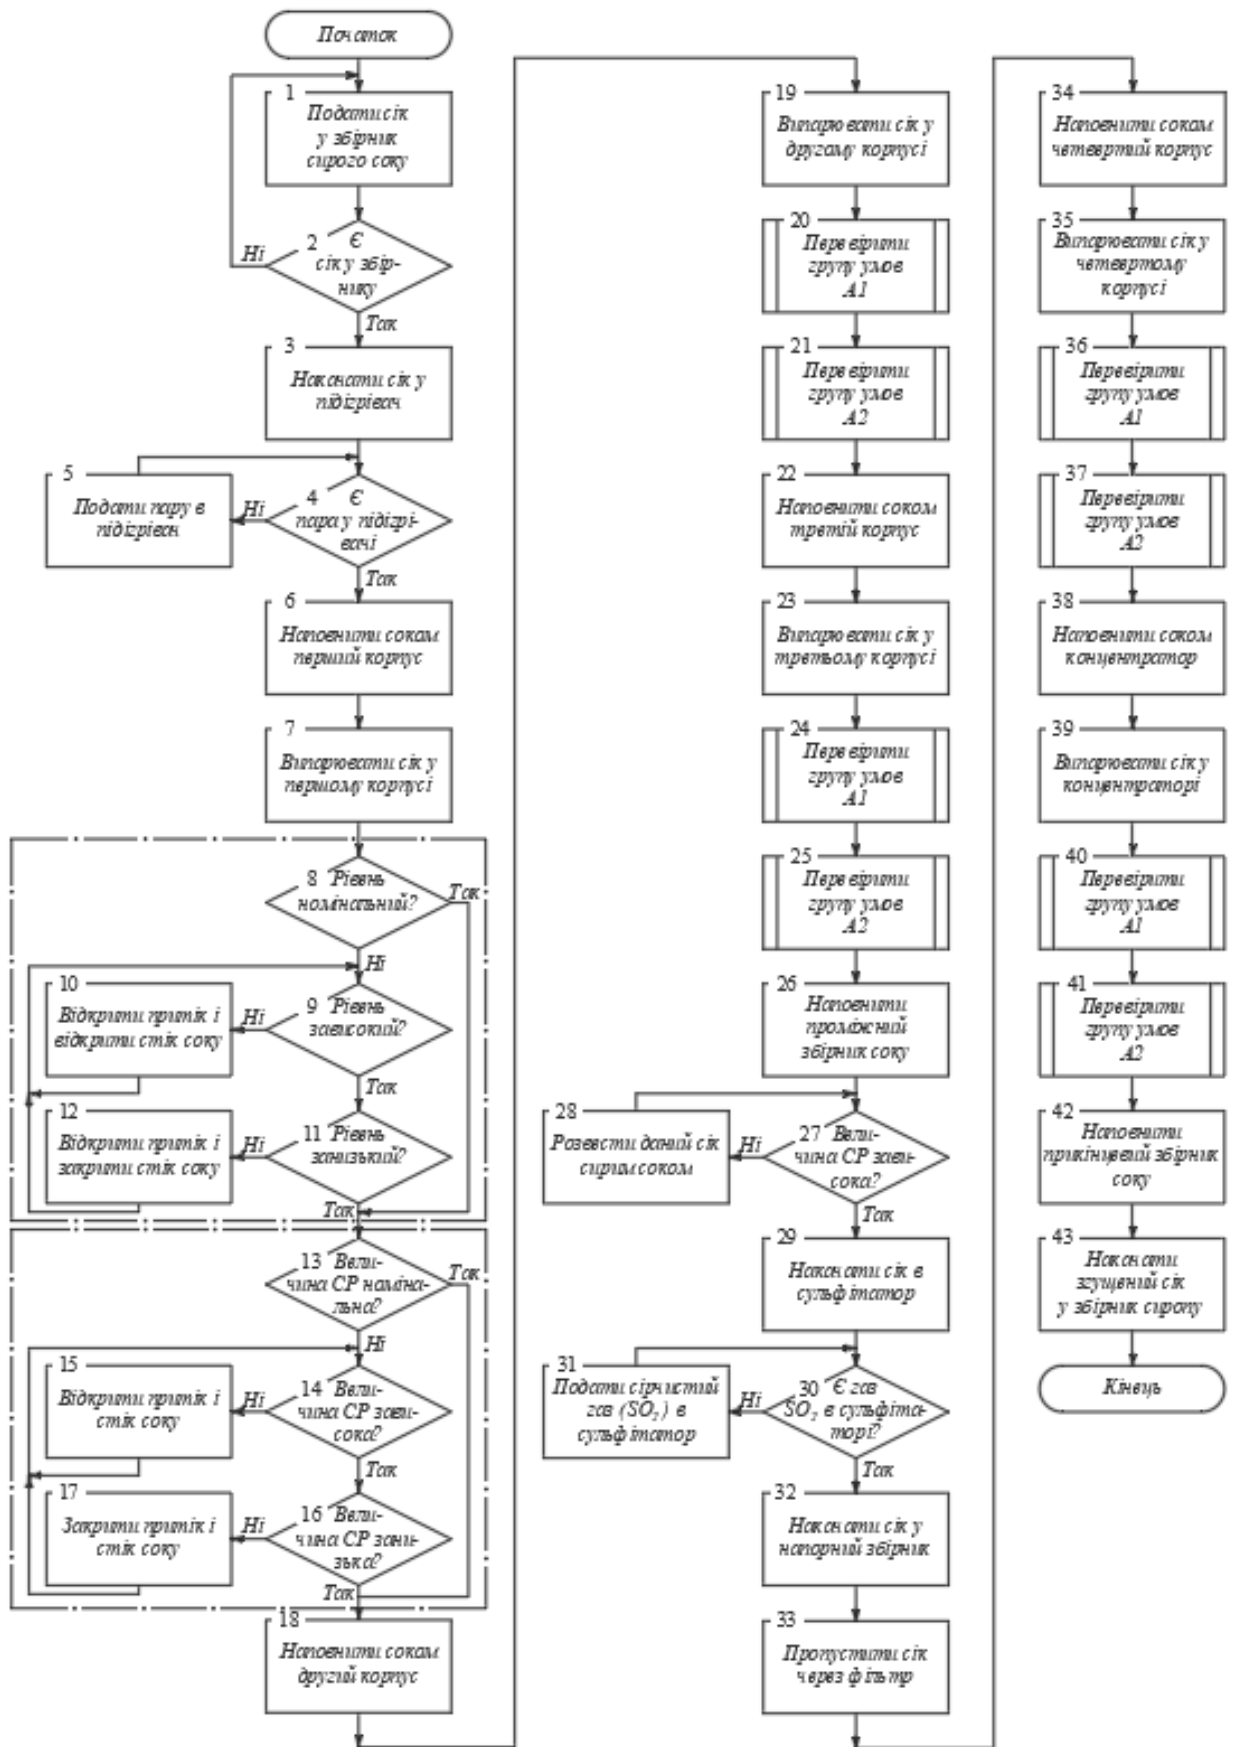 Початок
1
Подати сік
у збірник
сирого соку
2 Є
сік у збір-
нику
Ні
Так
3
Накачати сік у
підігрівач
4 Є
пара у підігрі-
вачі
Ні
Так
5
Подати пару в
підігрівач
6
Наповнити соком
перший корпус
7
Випарювати сік у
першому корпусі
8 Рівень
номінальний?
Так
Ні
9 Рівень
зависокий?
Ні
Так
10
Відкрити притік і
відкрити стік соку
11 Рівень
занизький?
Ні
Так
12
Відкрити притік і
закрити стік соку
13 Вели-
чина СР номіна-
льна?
Так
Ні
14 Вели-
чина СР зави-
сока?
Ні
Так
15
Відкрити притік і
стік соку
16 Вели-
чина СР зани-
зька?
Ні
Так
17
Закрити притік і
стік соку
18
Наповнити соком
другий корпус
19
Випарювати сік у
другому корпусі
20
Перевірити
групу умов
А1
21
Перевірити
групу умов
А2
22
Наповнити соком
третій корпус
23
Випарювати сік у
третьому корпусі
24
Перевірити
групу умов
А1
25
Перевірити
групу умов
А2
26
Наповнити
проміжний
збірник соку
27 Вели-
чина СР зави-
сока?
Ні
Так
28
Розвести даний сік
сирим соком
29
Накачати сік в
сульфітатор
30 Є газ
SO₂ в сульфіта-
торі?
Ні
Так
31
Подати сірчистий
газ (SO₂) в
сульфітатор
32
Накачати сік у
напорний збірник
33
Пропустити сік
через фільтр
34
Наповнити соком
четвертий корпус
35
Випарювати сік у
четвертому
корпусі
36
Перевірити
групу умов
А1
37
Перевірити
групу умов
А2
38
Наповнити соком
концентратор
39
Випарювати сік у
концентраторі
40
Перевірити
групу умов
А1
41
Перевірити
групу умов
А2
42
Наповнити
прикінцевий збірник
соку
43
Накачати
згущений сік
у збірник сиропу
Кінець